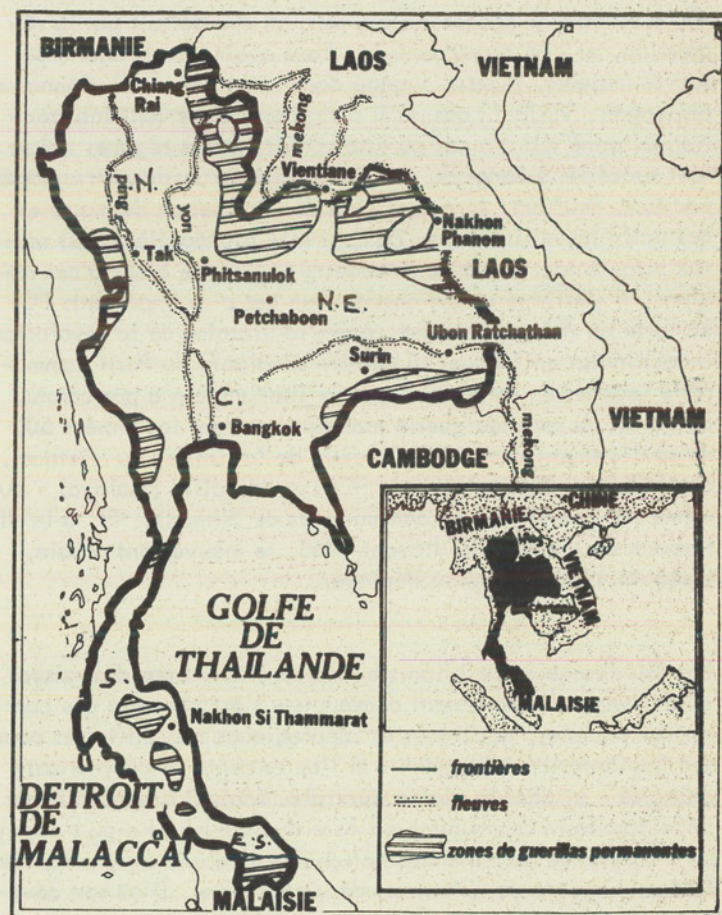 BIRMANIE
LAOS
VIETNAM
Chiang
Rai
mekong
Vientiane
N.
ping
yon
Nakhon
Phanom
Tak
Phitsanulok
LAOS
N.E.
Petchaboen
Ubon Ratchathan
Surin
C.
Bangkok
mekong
VIETNAM
CAMBODGE
CHINE
BIRMANIE
VIETNAM
MALAISIE
GOLFE
DE
THAILANDE
S.
Nakhon Si Thammarat
DETROIT
DE
MALACCA
E.S.
MALAISIE
frontières
fleuves
zones de guerillas permanentes